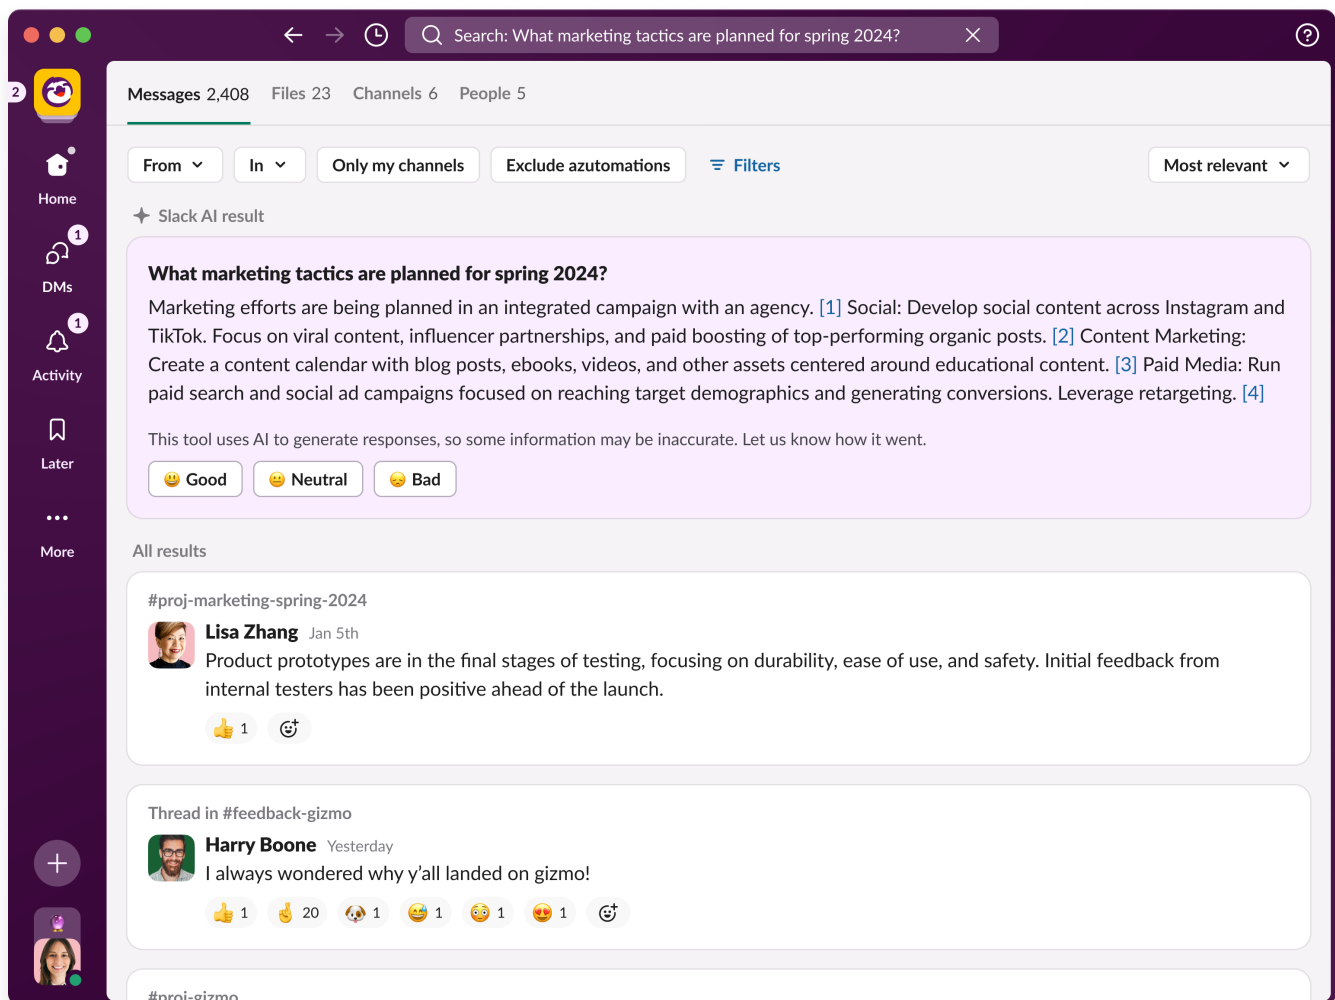 Search: What marketing tactics are planned for spring 2024?
2
Messages 2,408 Files 23 Channels 6 People 5
From In Only my channels Exclude azutomations Filters Most relevant
Home
Slack AI result
1
DMs
1
Activity
Later
More
What marketing tactics are planned for spring 2024?
Marketing efforts are being planned in an integrated campaign with an agency. [1] Social: Develop social content across Instagram and
TikTok. Focus on viral content, influencer partnerships, and paid boosting of top-performing organic posts. [2] Content Marketing:
Create a content calendar with blog posts, ebooks, videos, and other assets centered around educational content. [3] Paid Media: Run
paid search and social ad campaigns focused on reaching target demographics and generating conversions. Leverage retargeting. [4]
This tool uses AI to generate responses, so some information may be inaccurate. Let us know how it went.
😃 Good 😐 Neutral 😞 Bad
All results
#proj-marketing-spring-2024
Lisa Zhang Jan 5th
Product prototypes are in the final stages of testing, focusing on durability, ease of use, and safety. Initial feedback from
internal testers has been positive ahead of the launch.
👍 1
Thread in #feedback-gizmo
Harry Boone Yesterday
I always wondered why y’all landed on gizmo!
👍 1 🤞 20 🐶 1 😅 1 😳 1 😍 1
#proj-gizmo